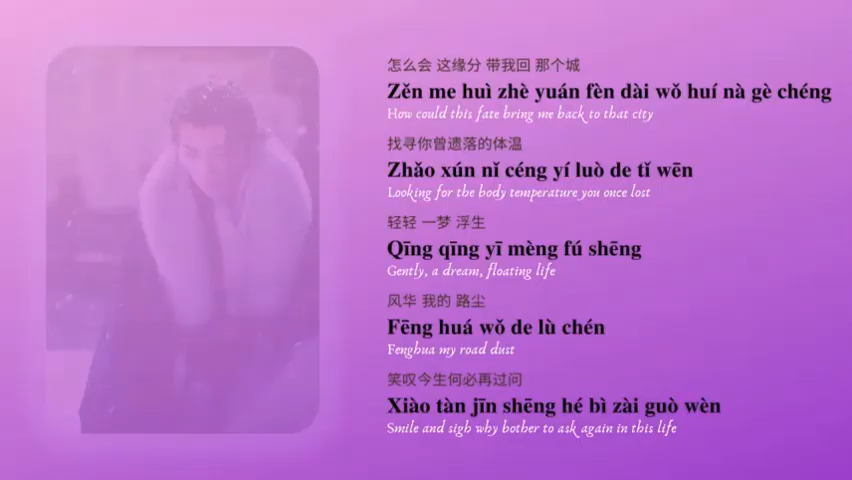 怎么会 这缘分 带我回 那个城
Zěn me huì zhè yuán fèn dài wǒ huí nà gè chéng
How could this fate bring me back to that city
找寻你曾遗落的体温
Zhǎo xún nǐ céng yí luò de tǐ wēn
Looking for the body temperature you once lost
轻轻 一梦 浮生
Qīng qīng yī mèng fú shēng
Gently, a dream, floating life
风华 我的 路尘
Fēng huá wǒ de lù chén
Fenghua my road dust
笑叹今生何必再过问
Xiào tàn jīn shēng hé bì zài guò wèn
Smile and sigh why bother to ask again in this life